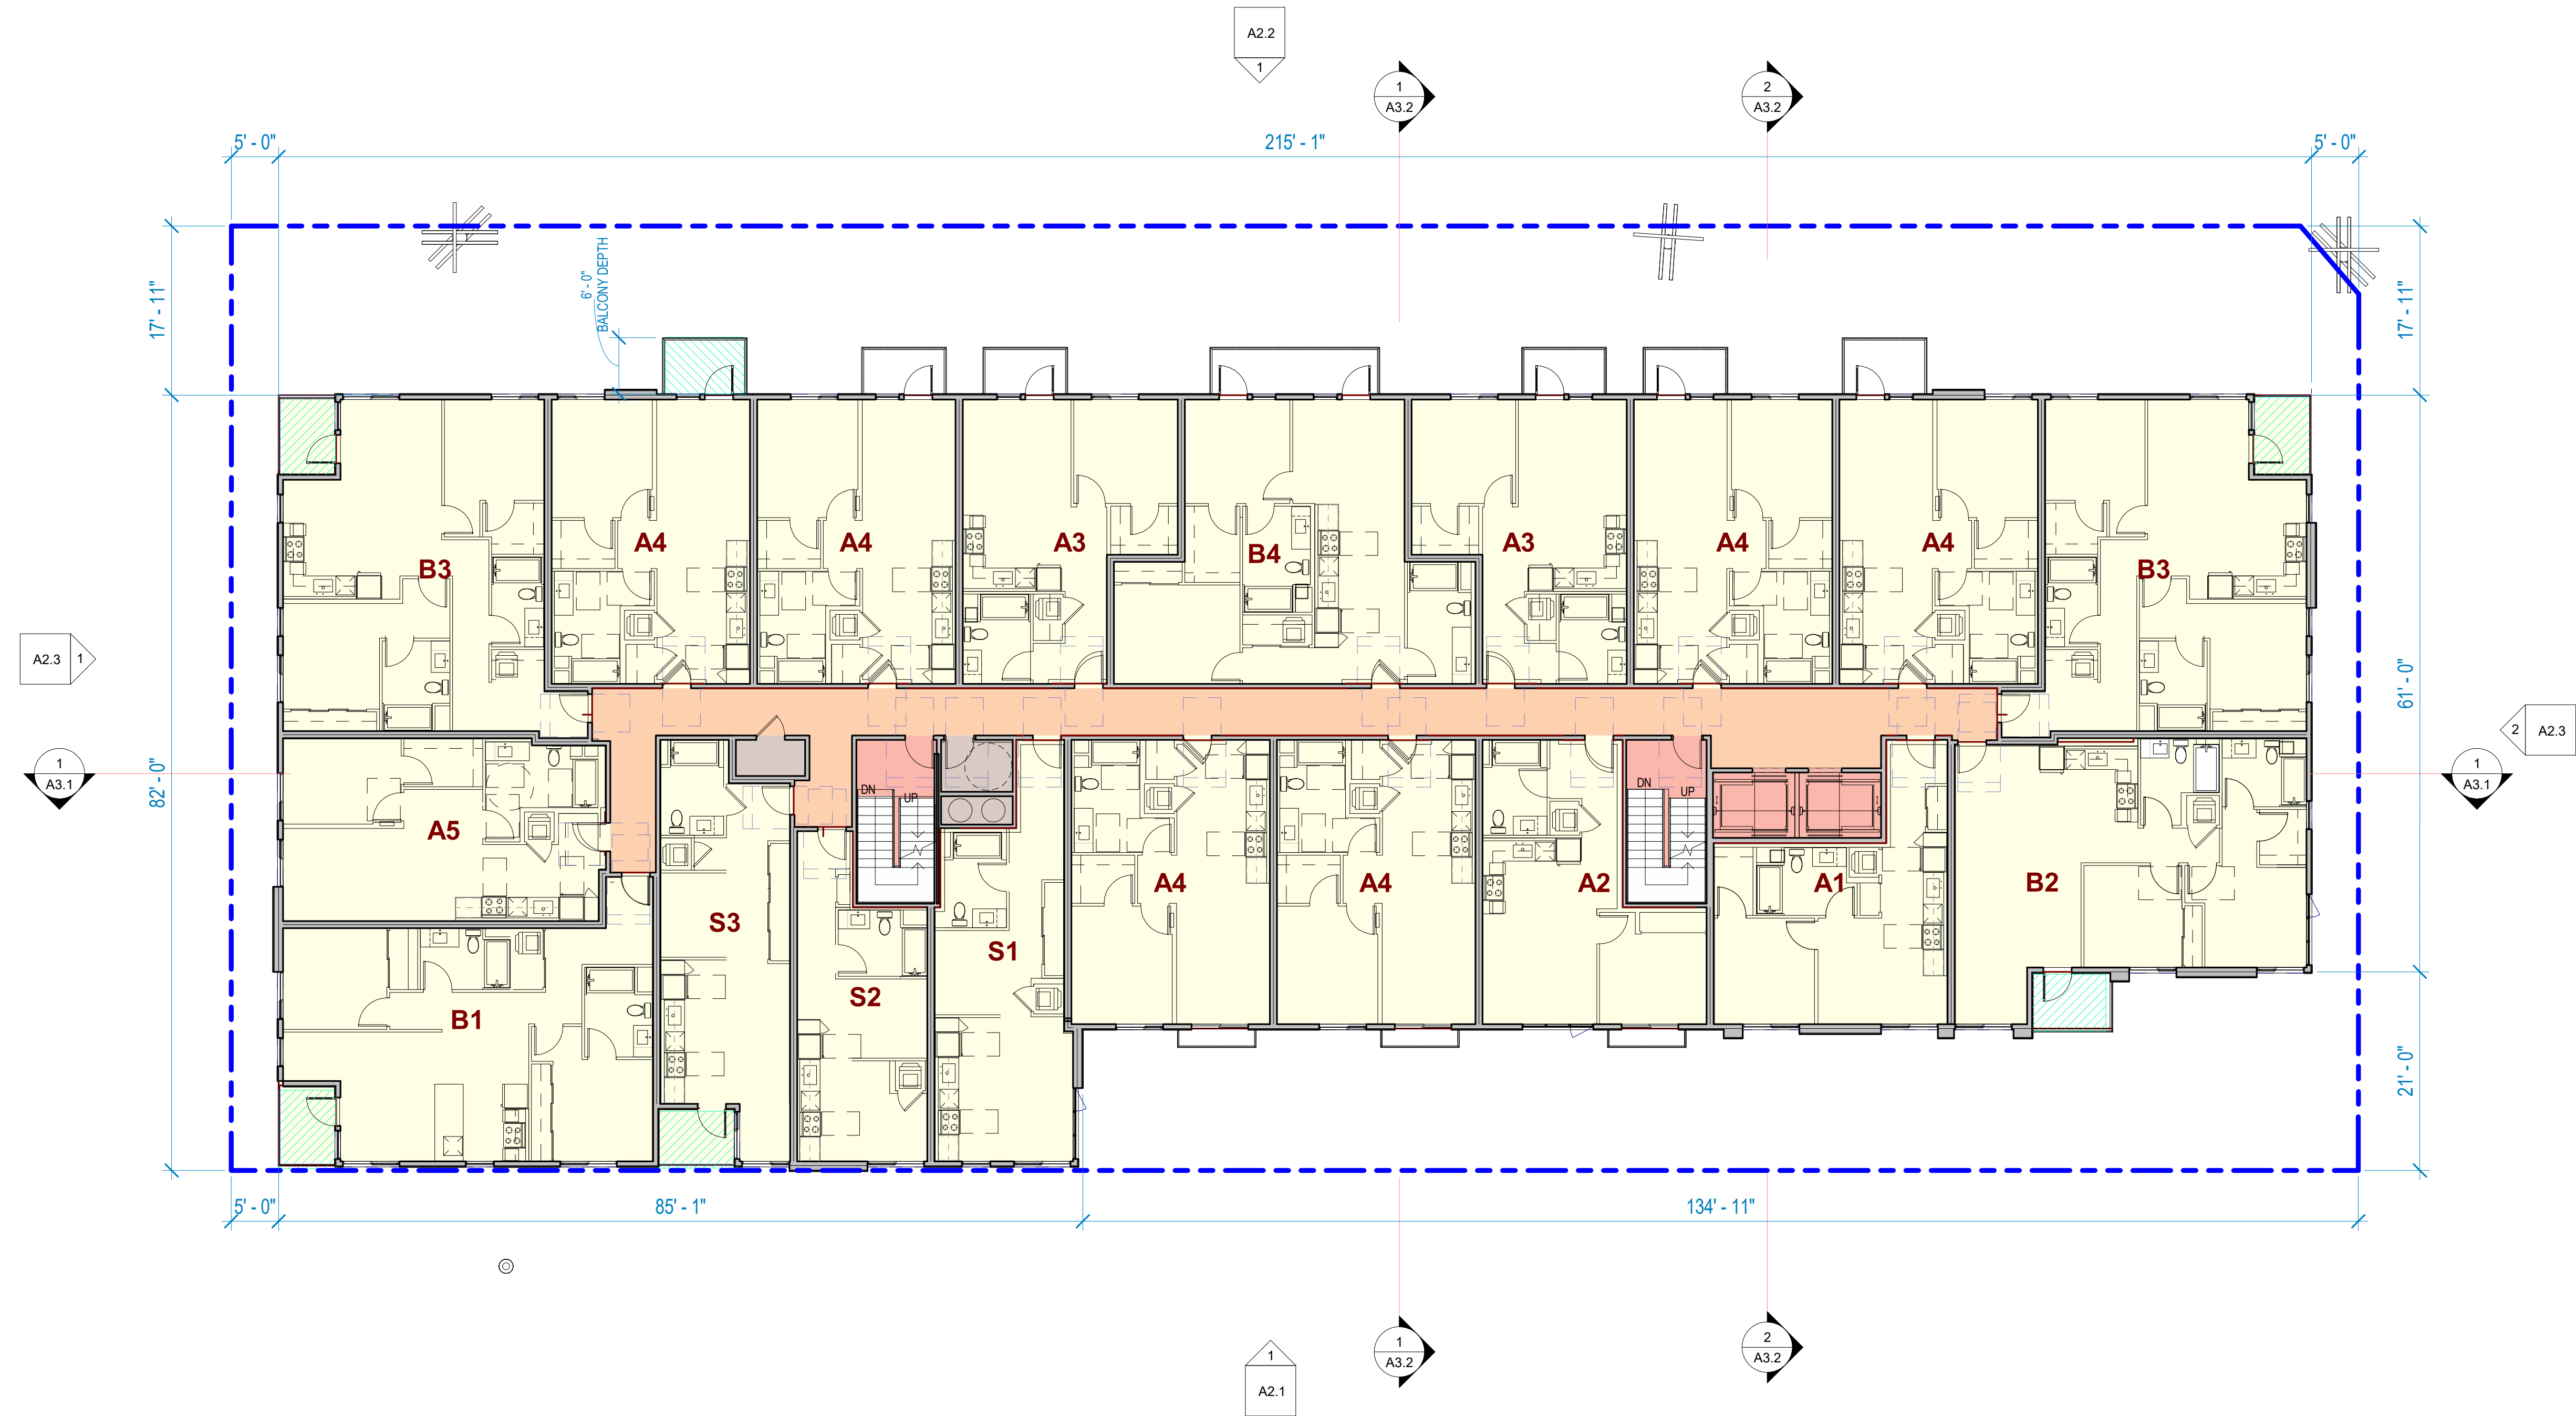 A2.2
1
1
A3.2
2
A3.2
5' - 0"
215' - 1"
5' - 0"
17' - 11"
6' - 0"
BALCONY DEPTH
17' - 11"
A4
A4
A3
B4
A3
A4
A4
B3
B3
A2.3
1
61' - 0"
2
A2.3
1
A3.1
82' - 0"
1
A3.1
DN
UP
DN
UP
A5
A4
A4
A2
A1
B2
S3
S1
S2
B1
21' - 0"
5' - 0"
85' - 1"
134' - 11"
1
A3.2
2
A3.2
1
A2.1